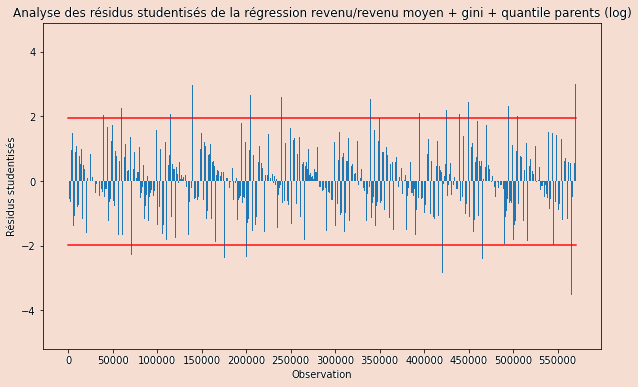 Analyse des résidus studentisés de la régression revenu/revenu moyen + gini + quantile parents (log)
Résidus studentisés
4
2
0
−2
−4
0 50000 100000 150000 200000 250000 300000 350000 400000 450000 500000 550000
Observation